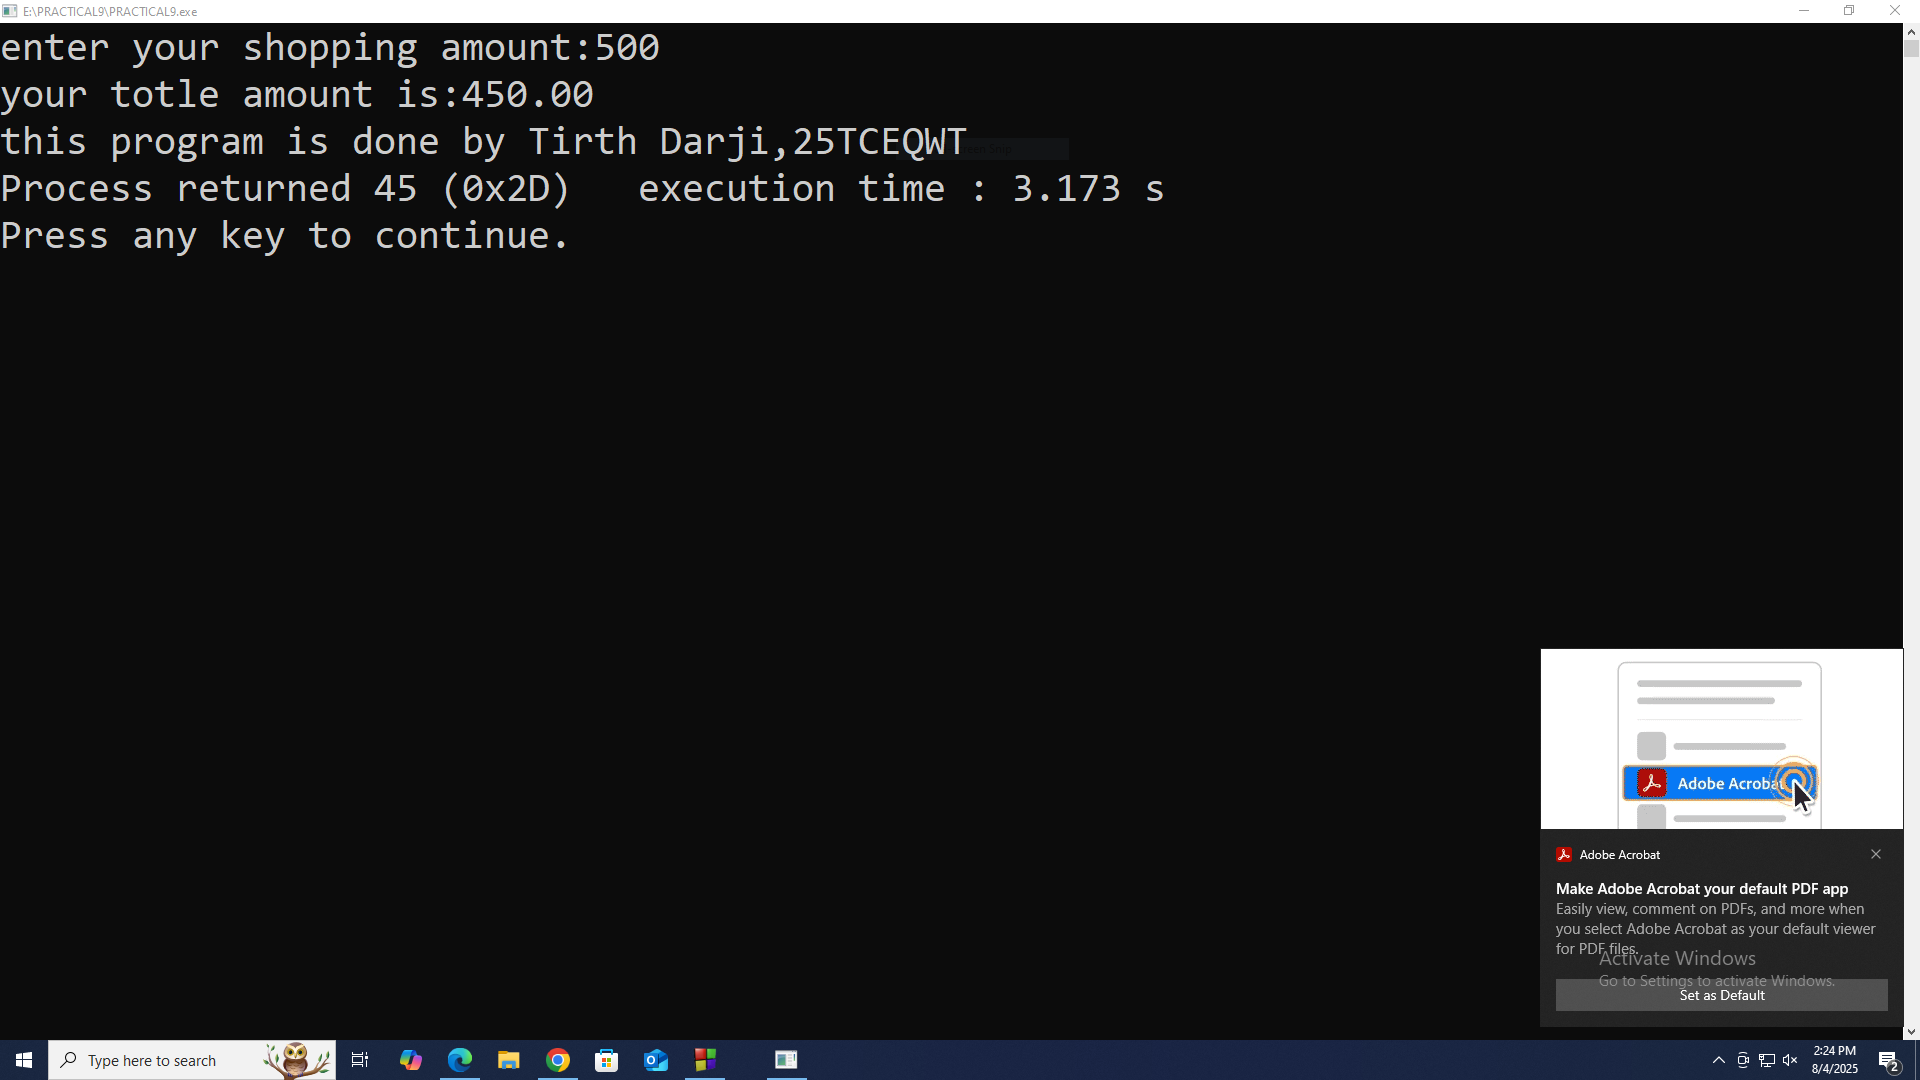 E:\PRACTICAL9\PRACTICAL9.exe
enter your shopping amount:500
your totle amount is:450.00
this program is done by Tirth Darji,25TCEQWT
Process returned 45 (0x2D)   execution time : 3.173 s
Press any key to continue.
Adobe Acrobat
Adobe Acrobat
Make Adobe Acrobat your default PDF app
Easily view, comment on PDFs, and more when
you select Adobe Acrobat as your default viewer
for PDF files.
Activate Windows
Go to Settings to activate Windows.
Set as Default
Type here to search
2:24 PM
8/4/2025
2